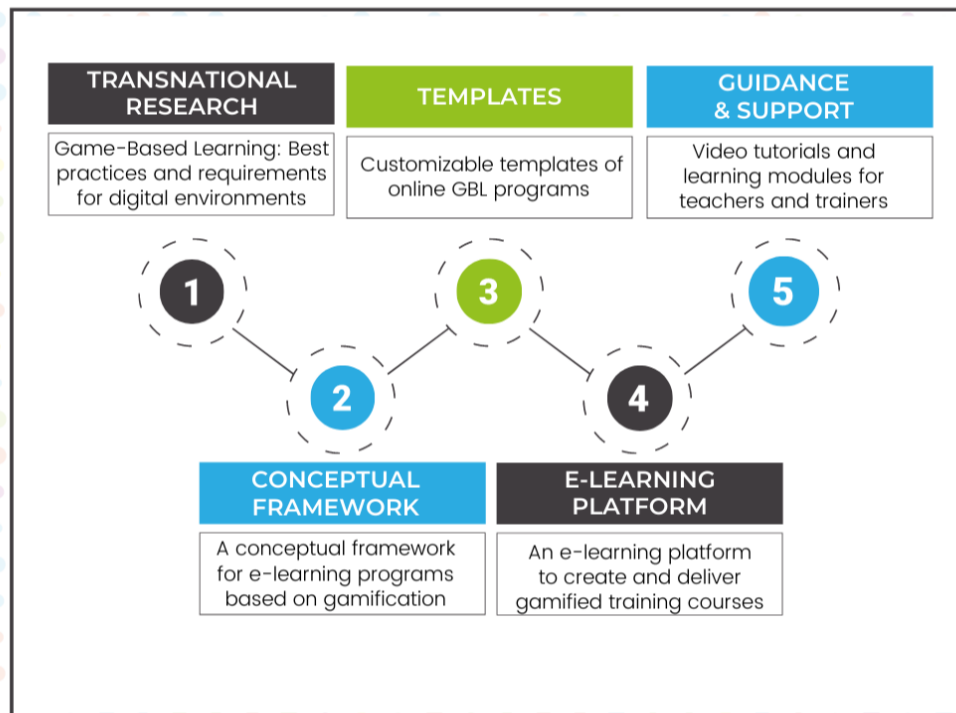 TRANSNATIONAL
RESEARCH
Game-Based Learning: Best
practices and requirements
for digital environments
TEMPLATES
Customizable templates of
online GBL programs
GUIDANCE
& SUPPORT
Video tutorials and
learning modules for
teachers and trainers
1
3
5
2
4
CONCEPTUAL
FRAMEWORK
A conceptual framework
for e-learning programs
based on gamification
E-LEARNING
PLATFORM
An e-learning platform
to create and deliver
gamified training courses